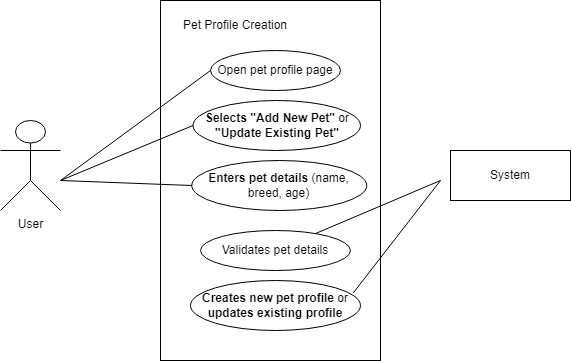 Pet Profile Creation
Open pet profile page
Selects "Add New Pet" or
"Update Existing Pet"
Enters pet details (name,
breed, age)
User
System
Validates pet details
Creates new pet profile or
updates existing profile